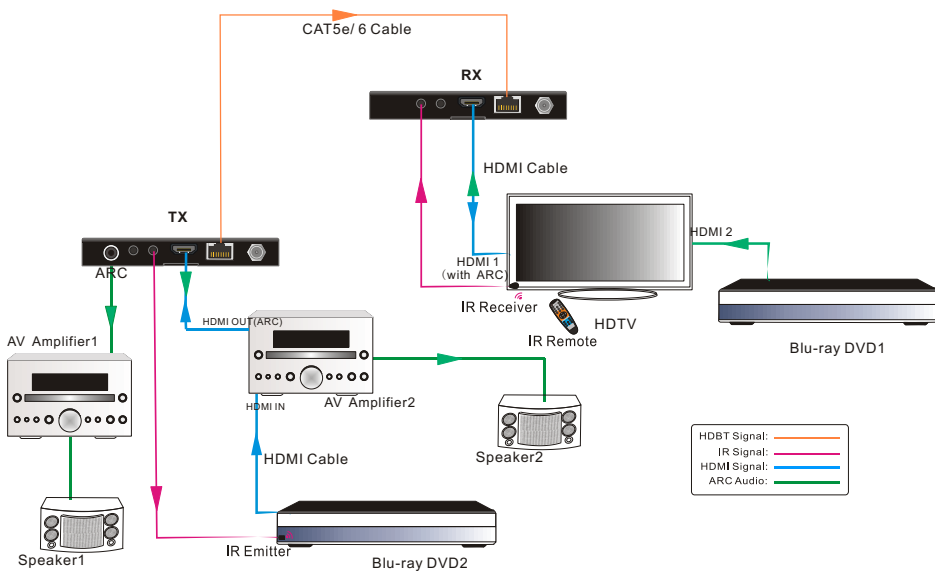 CAT5e/ 6 Cable
RX
HDMI Cable
TX
HDMI 2
HDMI 1
(with ARC)
ARC
IR Receiver
HDMI OUT(ARC)
HDTV
IR Remote
AV Amplifier1
Blu-ray DVD1
HDMI IN
AV Amplifier2
HDBT Signal:
IR Signal:
HDMI Signal:
ARC Audio:
HDMI Cable
Speaker2
IR Emitter
Speaker1
Blu-ray DVD2